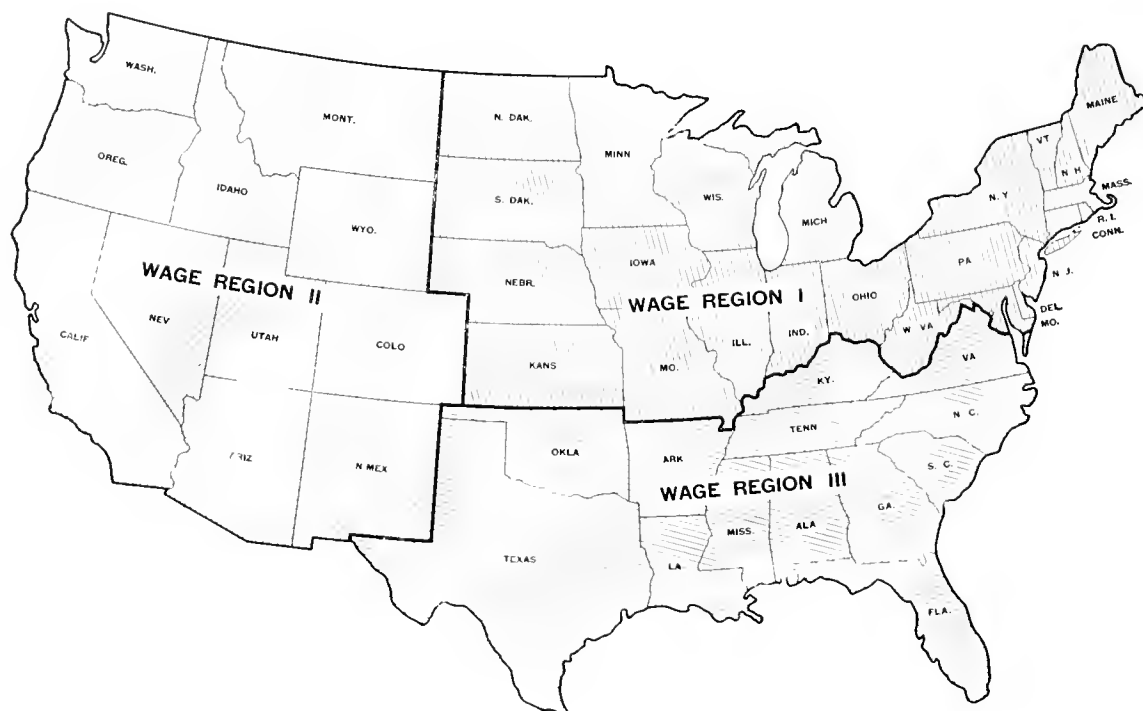 WASH.
MONT.
N. DAK.
MINN
MAINE
VT
N. H.
OREG.
IDAHO
S. DAK.
WIS.
MICH
N. Y
MASS.
R. I.
CONN.
WYO.
IOWA
NEBR.
PA
N J.
WAGE REGION II
WAGE REGION I
OHIO
DEL.
MO.
NEV
UTAH
COLO
ILL.
IND.
W VA
CALIF
KANS
MO.
KY.
VA
N C.
TENN
ARIZ
N MEX
OKLA
ARK
S. C.
WAGE REGION III
MISS.
ALA
GA.
TEXAS
LA.
FLA.